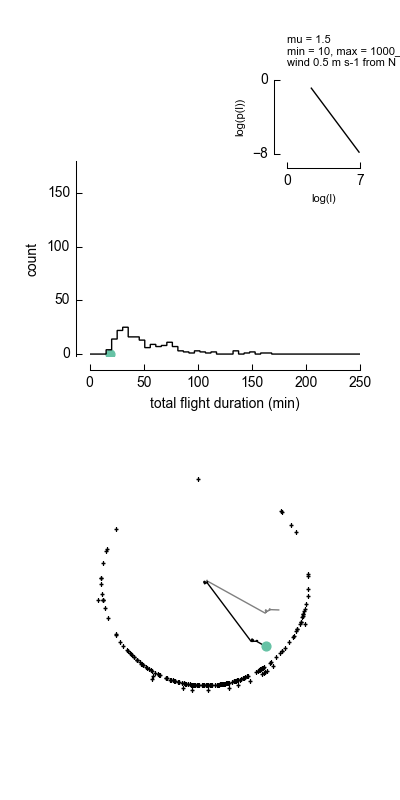 mu = 1.5
min = 10, max = 1000_
wind 0.5 m s-1 from N
0
log(p(l))
−8
0 7
log(l)
150
100
count
50
0
0 50 100 150 200 250
total flight duration (min)